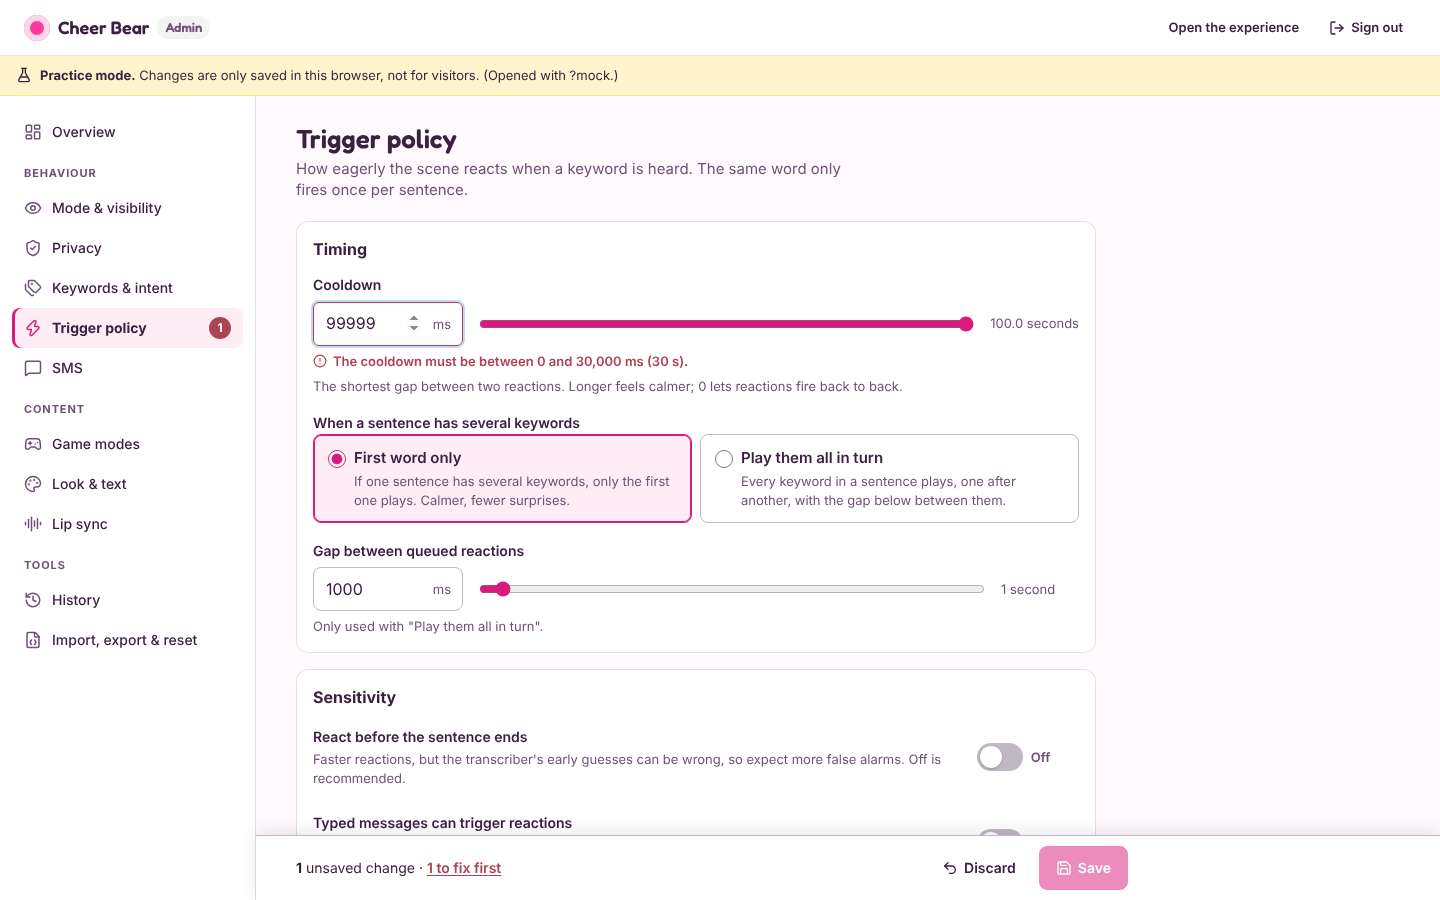 Cheer Bear Admin
Open the experience
Sign out
Practice mode. Changes are only saved in this browser, not for visitors. (Opened with ?mock.)
Overview
BEHAVIOUR
Mode & visibility
Privacy
Keywords & intent
Trigger policy 1
SMS
CONTENT
Game modes
Look & text
Lip sync
TOOLS
History
Import, export & reset
Trigger policy
How eagerly the scene reacts when a keyword is heard. The same word only
fires once per sentence.
Timing
Cooldown
99999 ms 100.0 seconds
The cooldown must be between 0 and 30,000 ms (30 s).
The shortest gap between two reactions. Longer feels calmer; 0 lets reactions fire back to back.
When a sentence has several keywords
First word only
If one sentence has several keywords, only the first
one plays. Calmer, fewer surprises.
Play them all in turn
Every keyword in a sentence plays, one after
another, with the gap below between them.
Gap between queued reactions
1000 ms 1 second
Only used with "Play them all in turn".
Sensitivity
React before the sentence ends
Faster reactions, but the transcriber's early guesses can be wrong, so expect more false alarms. Off is
recommended.
Off
Typed messages can trigger reactions
1 unsaved change · 1 to fix first
Discard
Save